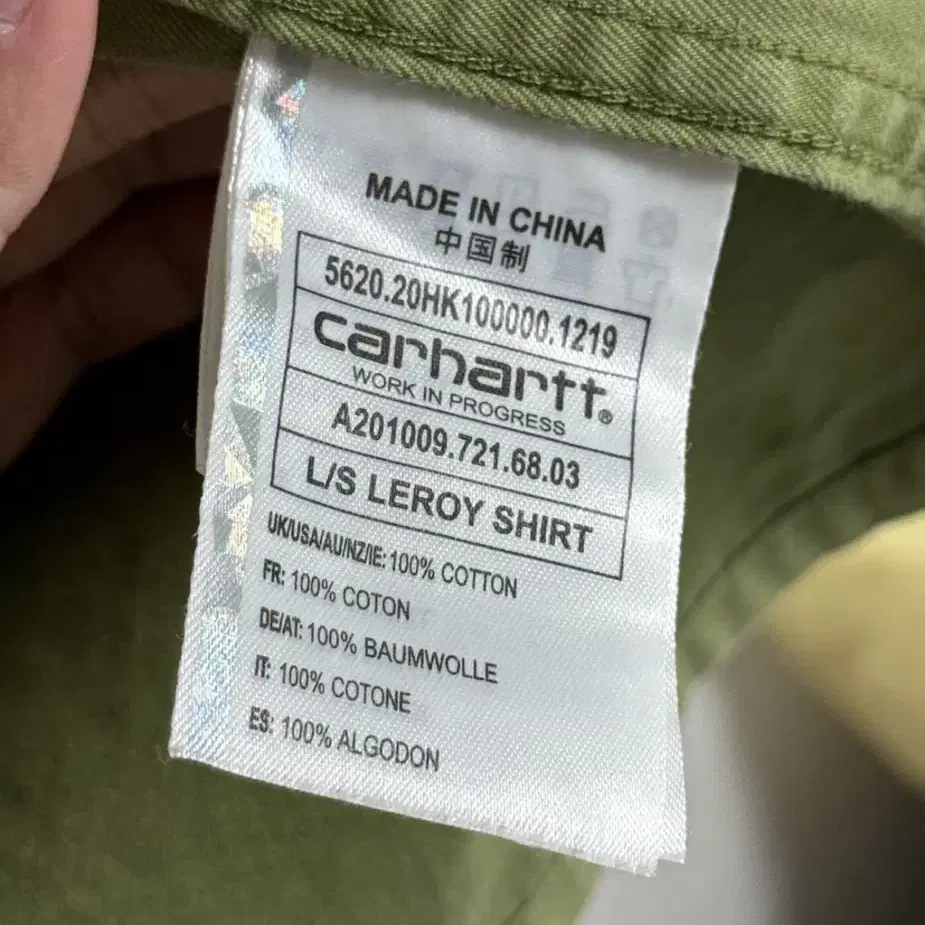 MADE IN CHINA
中国制
5620.20HK100000.1219
carhartt®
WORK IN PROGRESS
A201009.721.68.03
L/S LEROY SHIRT
UK/USA/AU/NZ/IE: 100% COTTON
FR: 100% COTON
DE/AT: 100% BAUMWOLLE
IT: 100% COTONE
ES: 100% ALGODON